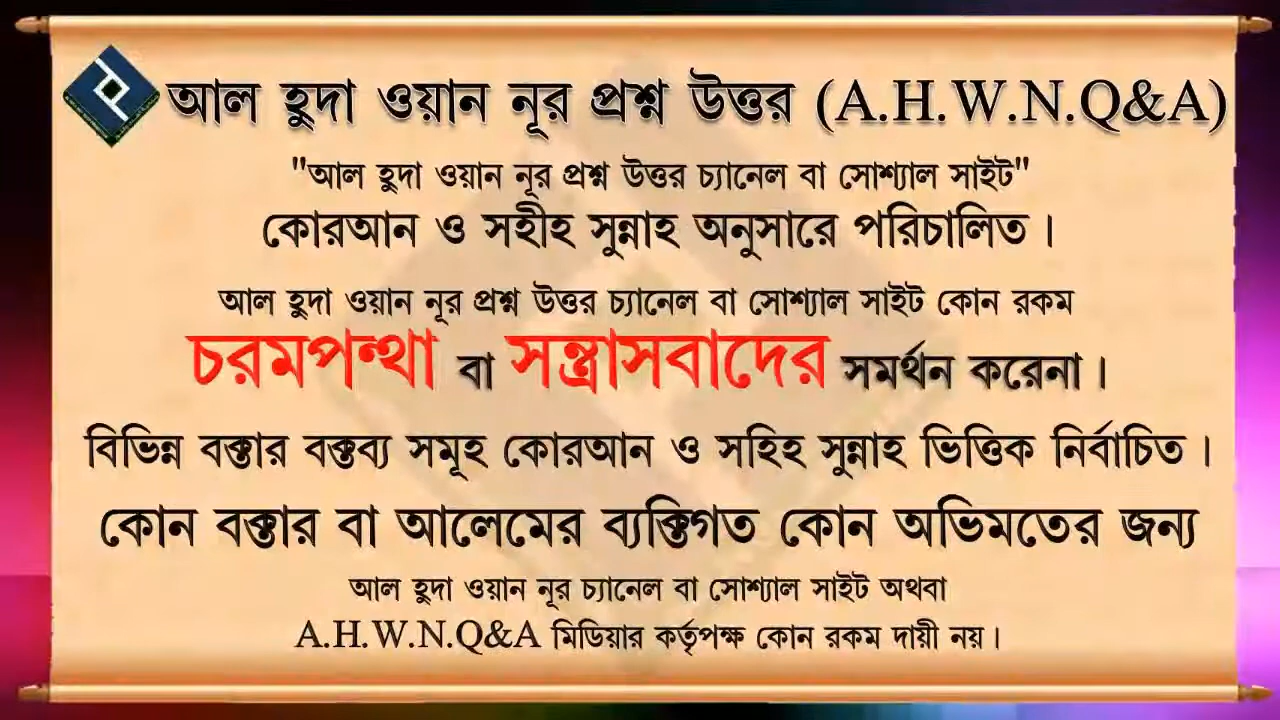 আল হুদা ওয়ান নূর প্রশ্ন উত্তর (A.H.W.N.Q&A)
"আল হুদা ওয়ান নূর প্রশ্ন উত্তর চ্যানেল বা সোশ্যাল সাইট"
কোরআন ও সহীহ সুন্নাহ অনুসারে পরিচালিত।
আল হুদা ওয়ান নূর প্রশ্ন উত্তর চ্যানেল বা সোশ্যাল সাইট কোন রকম
চরমপন্থা বা সন্ত্রাসবাদের সমর্থন করেনা।
বিভিন্ন বক্তার বক্তব্য সমূহ কোরআন ও সহিহ সুন্নাহ ভিত্তিক নির্বাচিত।
কোন বক্তার বা আলেমের ব্যক্তিগত কোন অভিমতের জন্য
আল হুদা ওয়ান নূর চ্যানেল বা সোশ্যাল সাইট অথবা
A.H.W.N.Q&A মিডিয়ার কর্তৃপক্ষ কোন রকম দায়ী নয়।